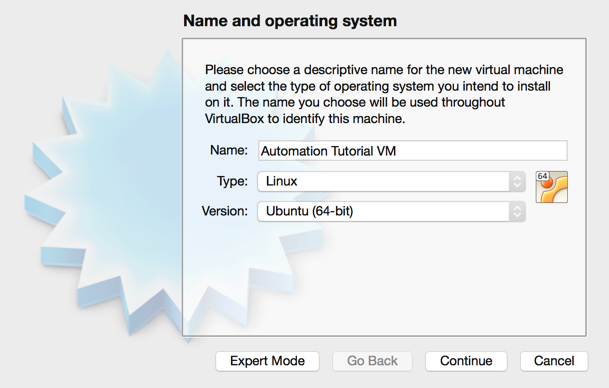 Name and operating system
Please choose a descriptive name for the new virtual machine
and select the type of operating system you intend to install
on it. The name you choose will be used throughout
VirtualBox to identify this machine.
Name: Automation Tutorial VM
Type: Linux
64
Version: Ubuntu (64-bit)
Expert Mode Go Back Continue Cancel